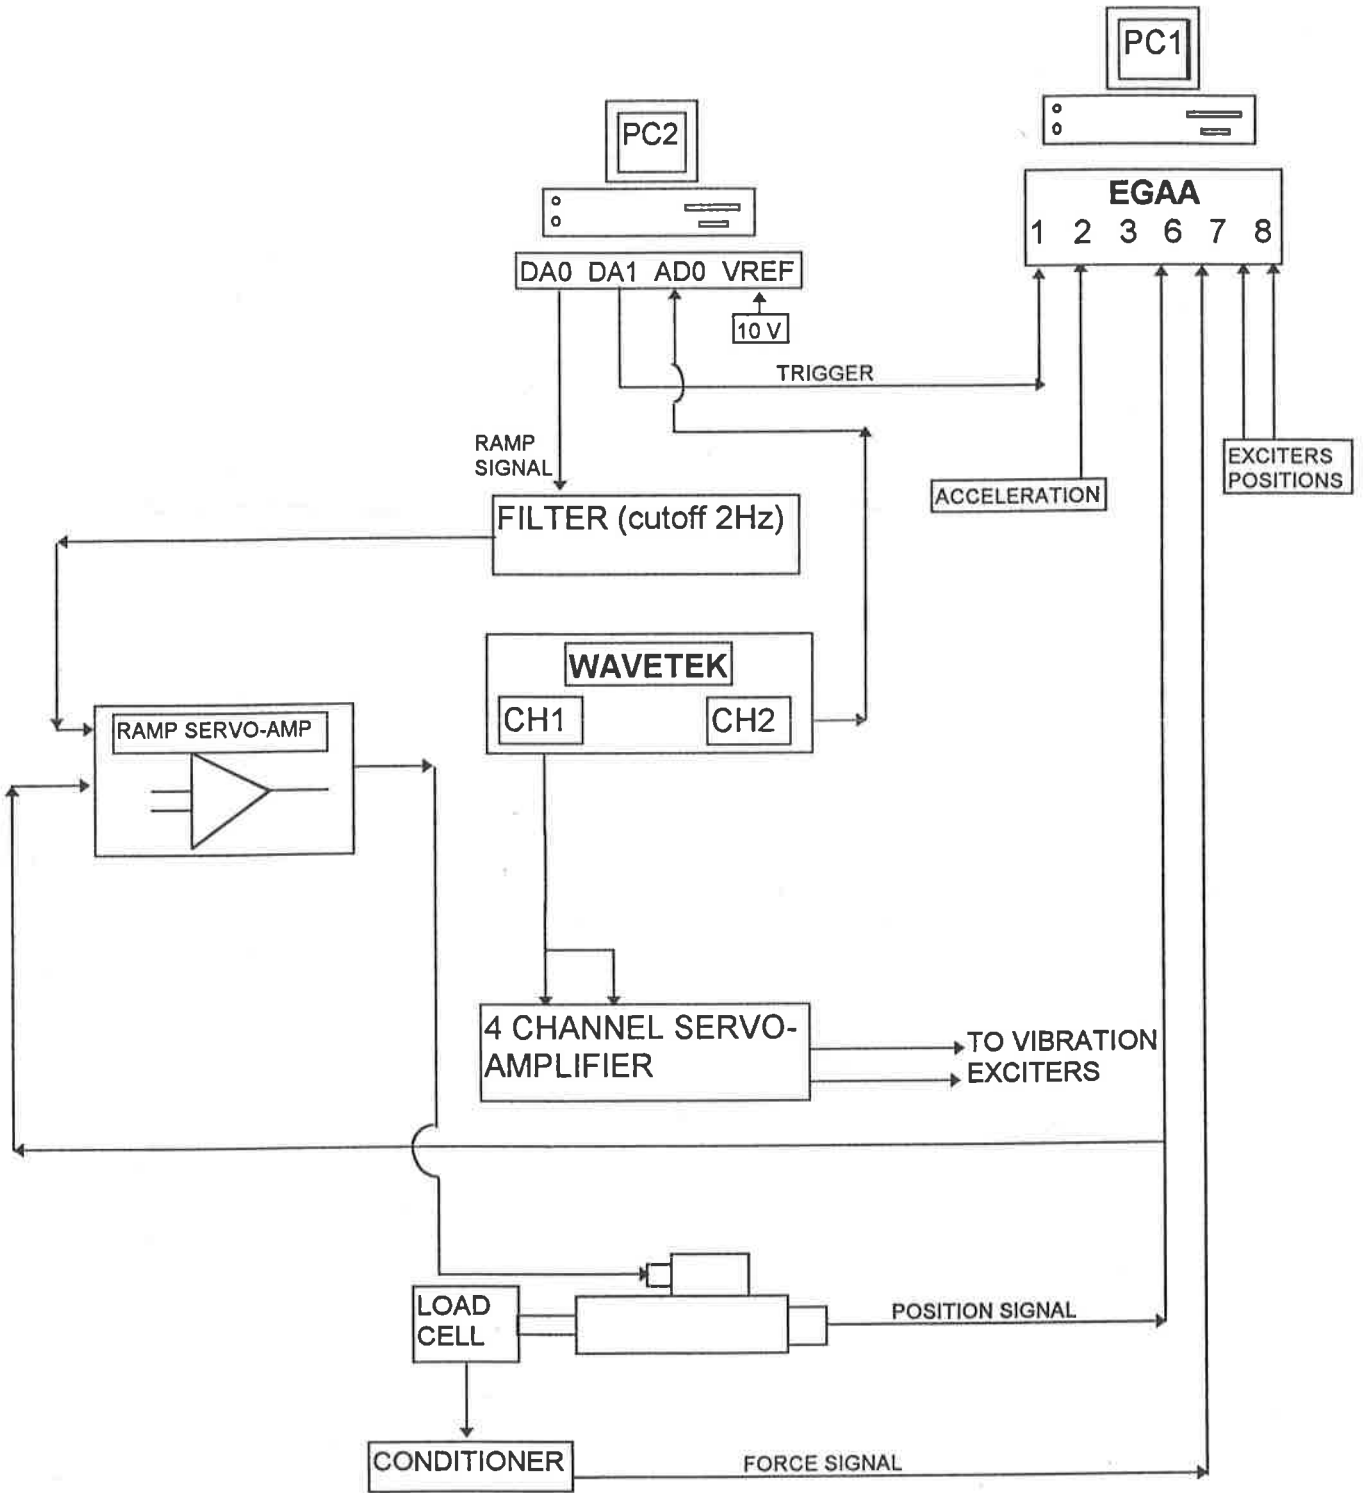 PC1
PC2
EGAA
1 2 3 6 7 8
DA0 DA1 AD0 VREF
10 V
TRIGGER
RAMP
SIGNAL
EXCITERS
POSITIONS
ACCELERATION
FILTER (cutoff 2Hz)
WAVETEK
CH1 CH2
RAMP SERVO-AMP
4 CHANNEL SERVO-
AMPLIFIER
TO VIBRATION
EXCITERS
LOAD
CELL
POSITION SIGNAL
CONDITIONER
FORCE SIGNAL